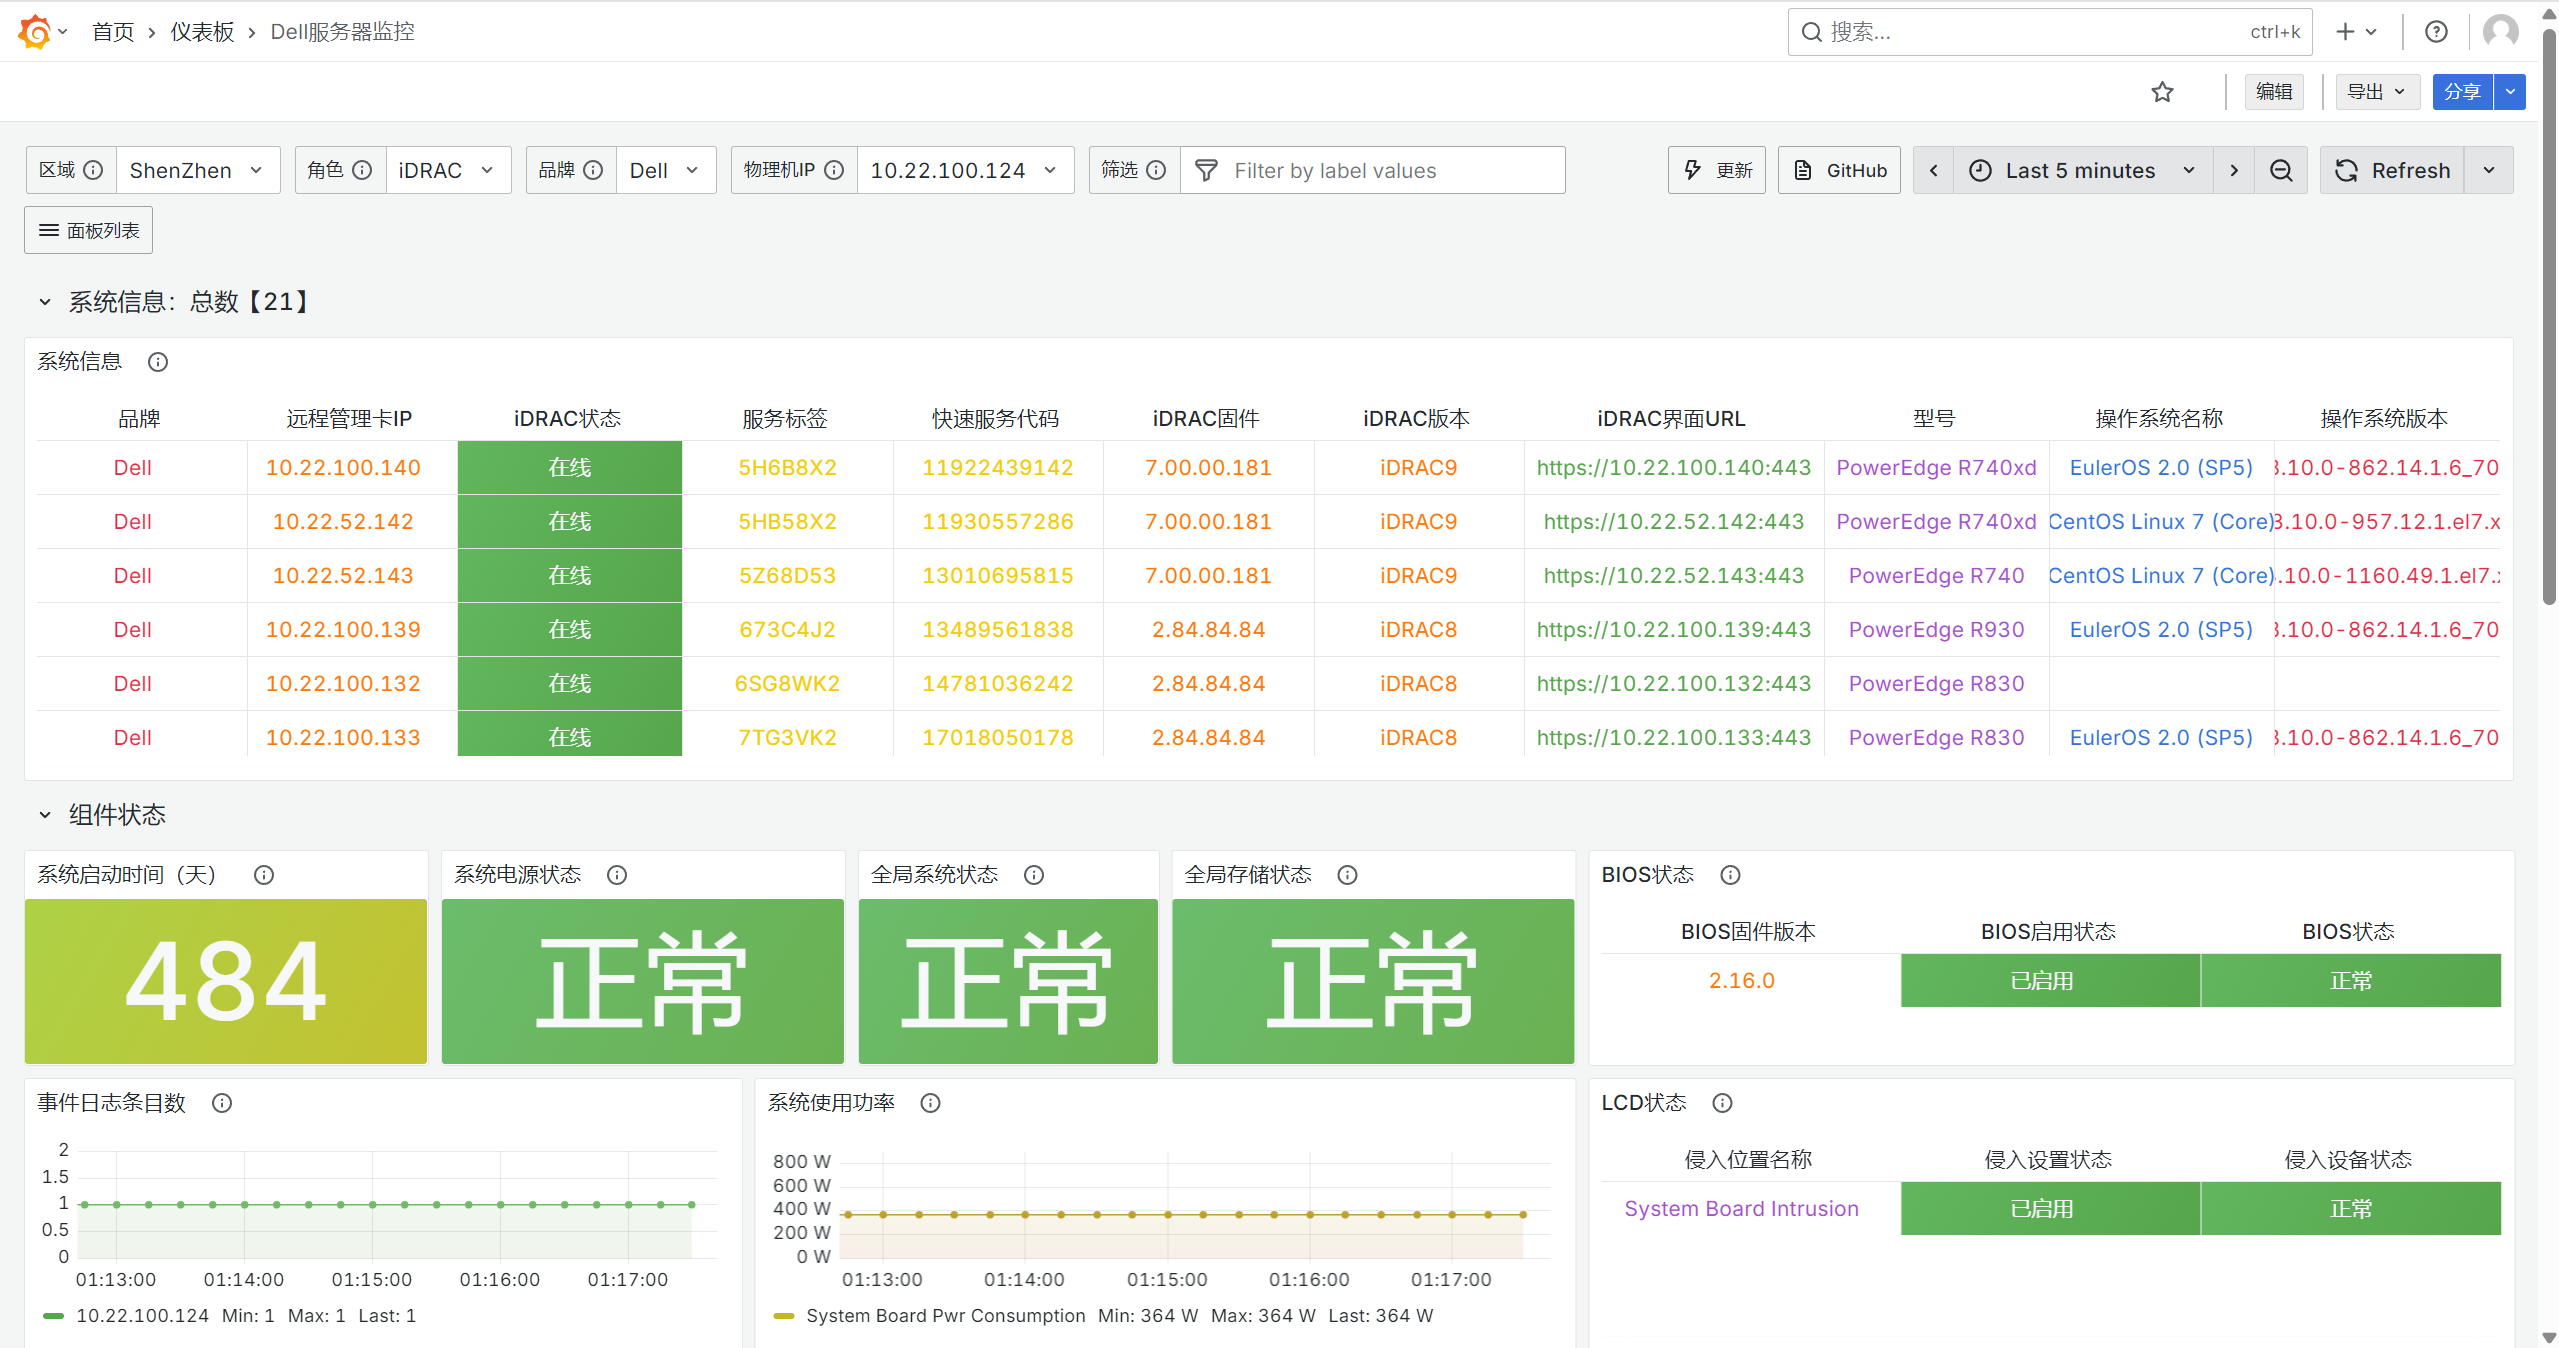 首页 › 仪表板 › Dell服务器监控
搜索...
ctrl+k
编辑
导出
分享
区域 ShenZhen
角色 iDRAC
品牌 Dell
物理机IP 10.22.100.124
筛选 Filter by label values
更新
GitHub
Last 5 minutes
Refresh
面板列表
系统信息：总数【21】
系统信息
品牌 远程管理卡IP iDRAC状态 服务标签 快速服务代码 iDRAC固件 iDRAC版本 iDRAC界面URL 型号 操作系统名称 操作系统版本
Dell 10.22.100.140 在线 5H6B8X2 11922439142 7.00.00.181 iDRAC9 https://10.22.100.140:443 PowerEdge R740xd EulerOS 2.0 (SP5) 3.10.0-862.14.1.6_70
Dell 10.22.52.142 在线 5HB58X2 11930557286 7.00.00.181 iDRAC9 https://10.22.52.142:443 PowerEdge R740xd CentOS Linux 7 (Core) 3.10.0-957.12.1.el7.x
Dell 10.22.52.143 在线 5Z68D53 13010695815 7.00.00.181 iDRAC9 https://10.22.52.143:443 PowerEdge R740 CentOS Linux 7 (Core) .10.0-1160.49.1.el7.
Dell 10.22.100.139 在线 673C4J2 13489561838 2.84.84.84 iDRAC8 https://10.22.100.139:443 PowerEdge R930 EulerOS 2.0 (SP5) 3.10.0-862.14.1.6_70
Dell 10.22.100.132 在线 6SG8WK2 14781036242 2.84.84.84 iDRAC8 https://10.22.100.132:443 PowerEdge R830
Dell 10.22.100.133 在线 7TG3VK2 17018050178 2.84.84.84 iDRAC8 https://10.22.100.133:443 PowerEdge R830 EulerOS 2.0 (SP5) 3.10.0-862.14.1.6_70
组件状态
系统启动时间（天）
484
系统电源状态
正常
全局系统状态
正常
全局存储状态
正常
BIOS状态
BIOS固件版本 BIOS启用状态 BIOS状态
2.16.0 已启用 正常
事件日志条目数
2
1.5
1
0.5
0
01:13:00 01:14:00 01:15:00 01:16:00 01:17:00
10.22.100.124 Min: 1 Max: 1 Last: 1
系统使用功率
800 W
600 W
400 W
200 W
0 W
01:13:00 01:14:00 01:15:00 01:16:00 01:17:00
System Board Pwr Consumption Min: 364 W Max: 364 W Last: 364 W
LCD状态
侵入位置名称 侵入设置状态 侵入设备状态
System Board Intrusion 已启用 正常